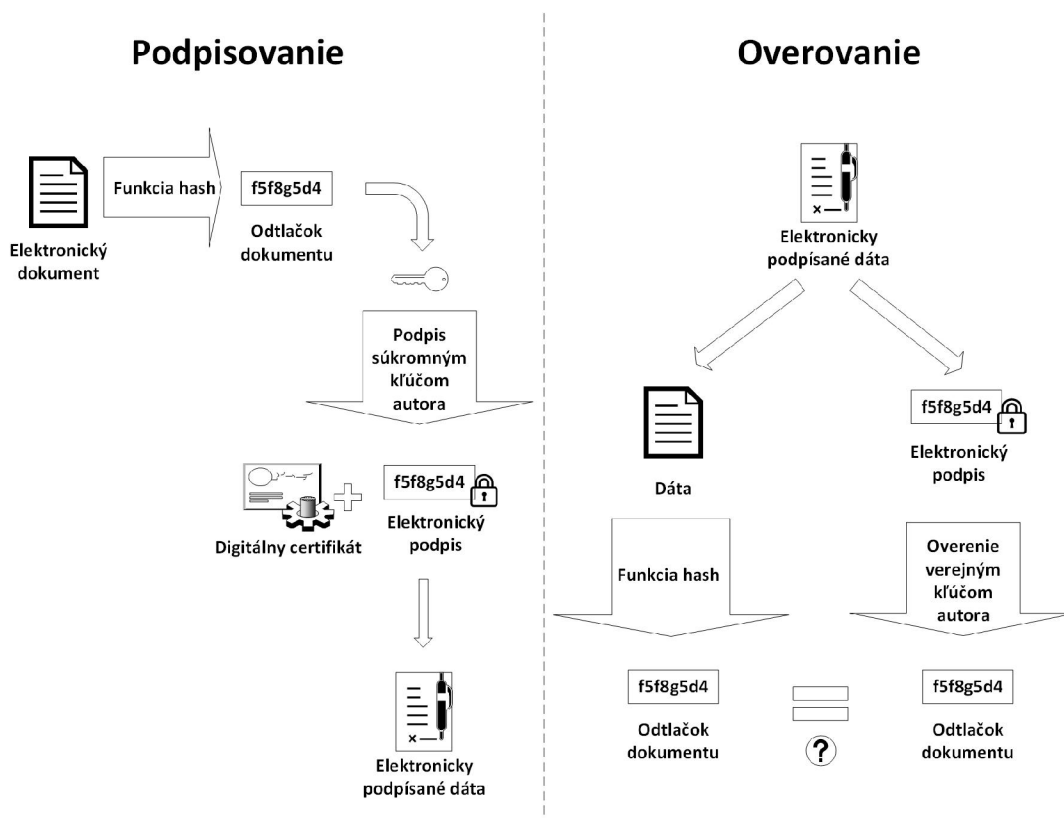 Podpisovanie
Elektronický
dokument
Funkcia hash
f5f8g5d4
Odtlačok
dokumentu
Podpis
súkromným
kľúčom
autora
Digitálny certifikát
f5f8g5d4
Elektronický
podpis
Elektronicky
podpísané dáta
Overovanie
Elektronicky
podpísané dáta
Dáta
f5f8g5d4
Elektronický
podpis
Funkcia hash
Overenie
verejným
kľúčom
autora
f5f8g5d4
Odtlačok
dokumentu
?
f5f8g5d4
Odtlačok
dokumentu